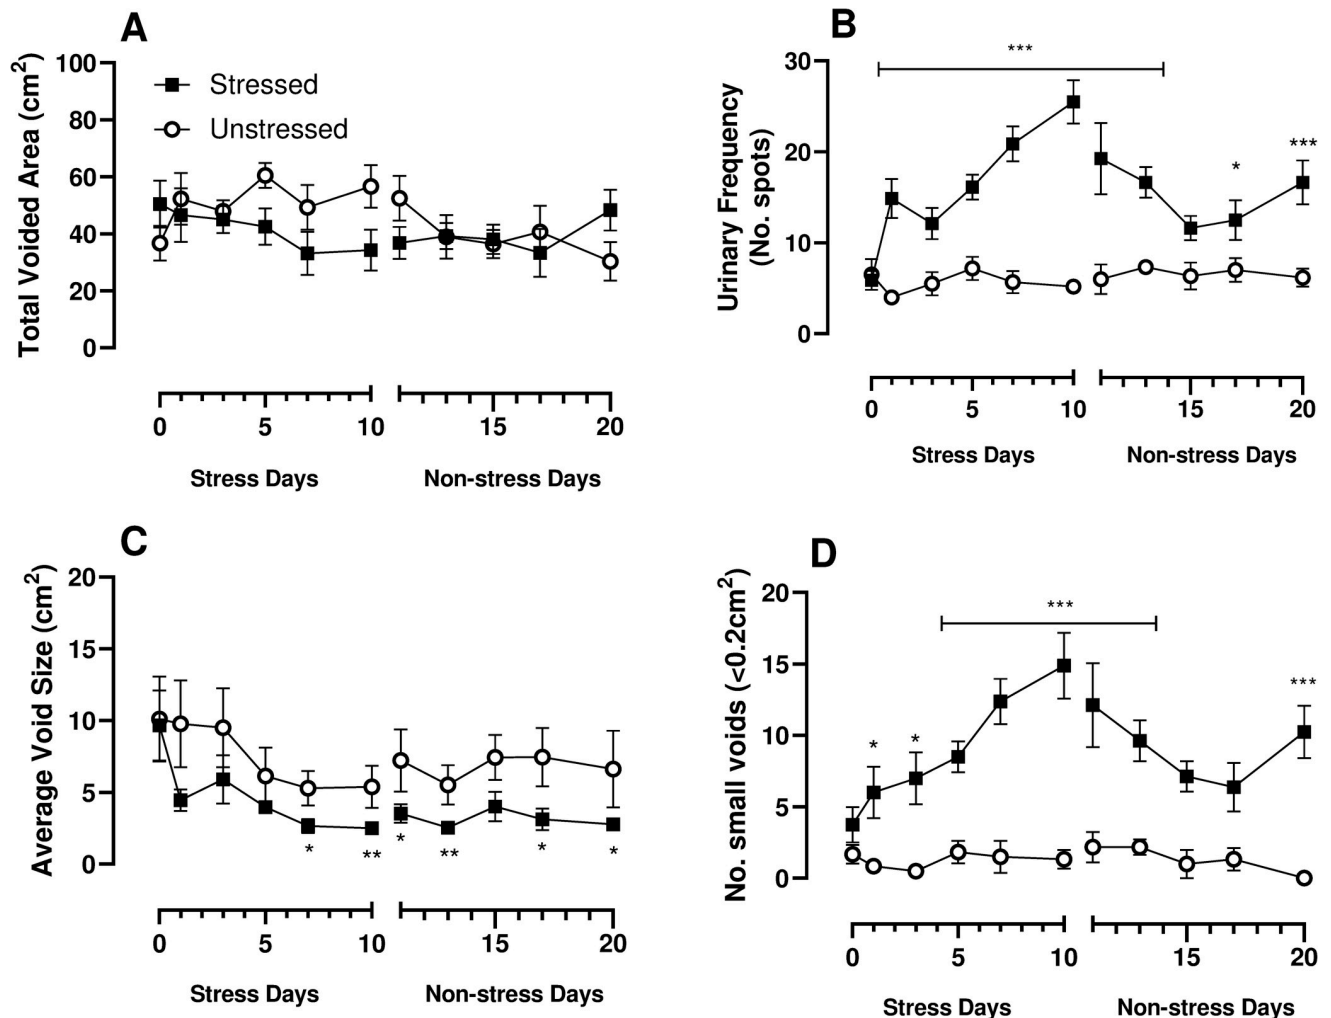 A
Total Voided Area (cm²)
100
80
60
40
20
0
Stressed
Unstressed
0 5 10 15 20
Stress Days Non-stress Days
B
Urinary Frequency
(No. spots)
30
20
10
0
***
*
***
0 5 10 15 20
Stress Days Non-stress Days
C
Average Void Size (cm²)
20
15
10
5
0
* ** * ** * *
0 5 10 15 20
Stress Days Non-stress Days
D
No. small voids (<0.2cm²)
20
15
10
5
0
***
* *
***
0 5 10 15 20
Stress Days Non-stress Days